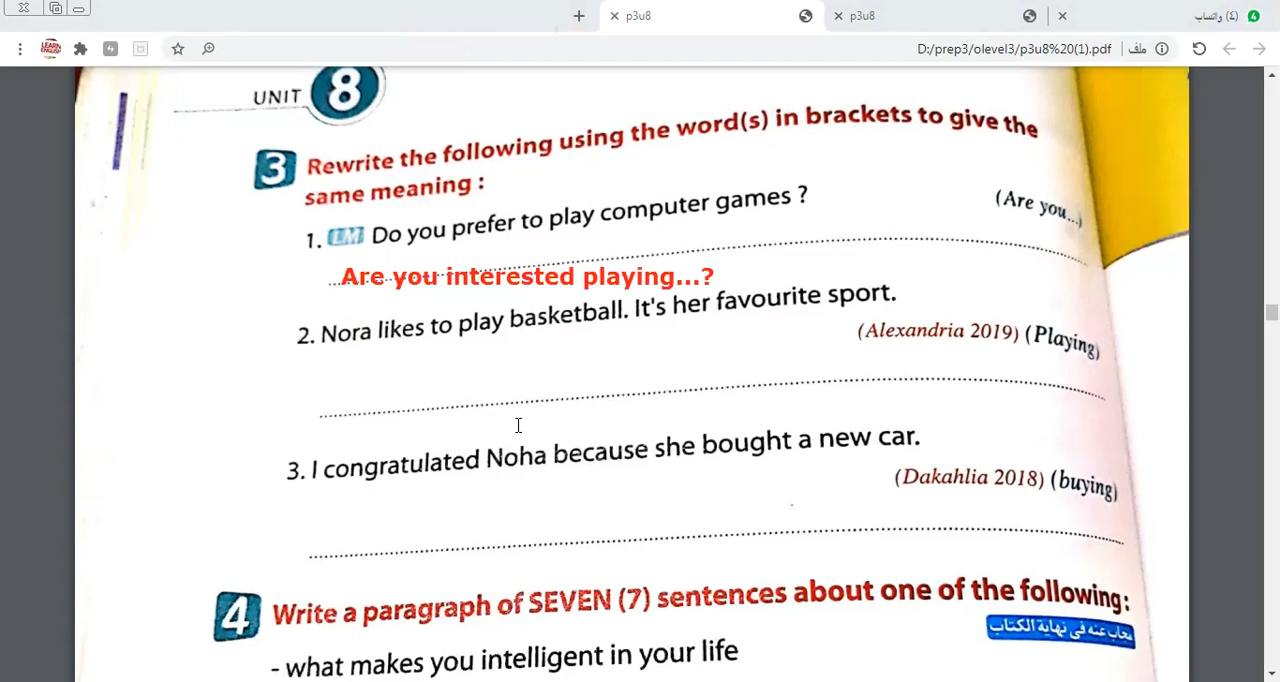 p3u8
p3u8
واتساب (٤)
4
D:/prep3/olevel3/p3u8%20(1).pdf
ملف
LEARN ENGLISH
UNIT 8
3 Rewrite the following using the word(s) in brackets to give the
same meaning :
1. LM Do you prefer to play computer games ?
(Are you...)
Are you interested playing...?
2. Nora likes to play basketball. It's her favourite sport.
(Alexandria 2019) (Playing)
3. I congratulated Noha because she bought a new car.
(Dakahlia 2018) (buying)
4 Write a paragraph of SEVEN (7) sentences about one of the following:
مجاب عنه فى نهاية الكتاب
- what makes you intelligent in your life